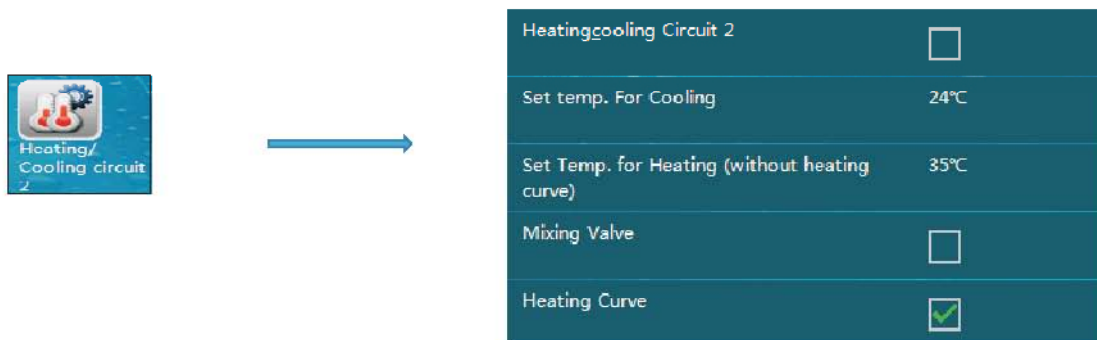 Heating/
Cooling circuit
2
Heatingcooling Circuit 2
Set temp. For Cooling 24℃
Set Temp. for Heating (without heating 35℃
curve)
Mixing Valve
Heating Curve